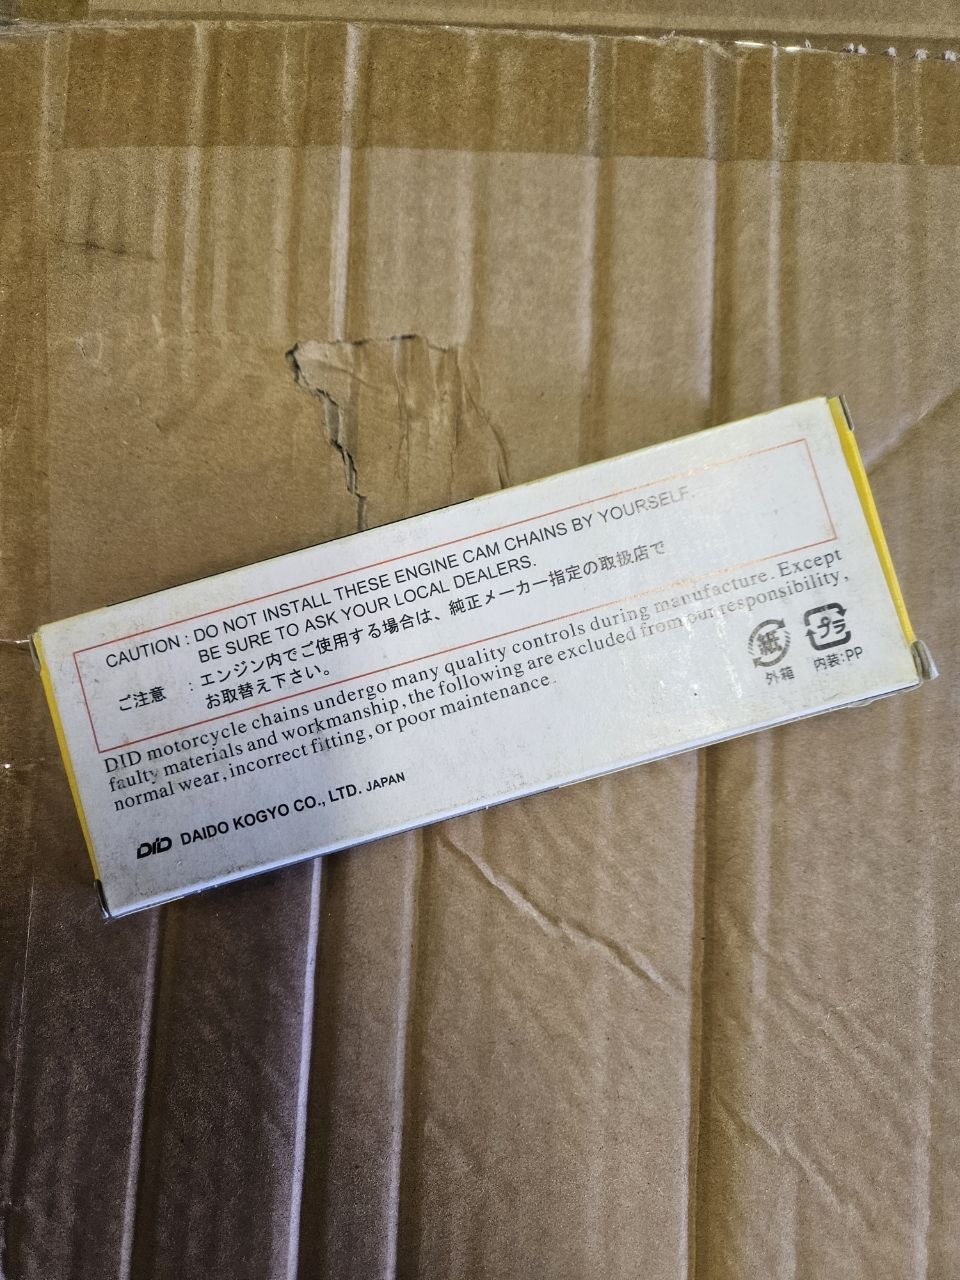 CAUTION : DO NOT INSTALL THESE ENGINE CAM CHAINS BY YOURSELF.
BE SURE TO ASK YOUR LOCAL DEALERS.
ご注意 : エンジン内でご使用する場合は、純正メーカー指定の取扱店で
お取替え下さい。
DID motorcycle chains undergo many quality controls during manufacture. Except
faulty materials and workmanship, the following are excluded from our responsibility,
normal wear, incorrect fitting, or poor maintenance.
紙 プラ
外箱 内装:PP
DID DAIDO KOGYO CO., LTD. JAPAN